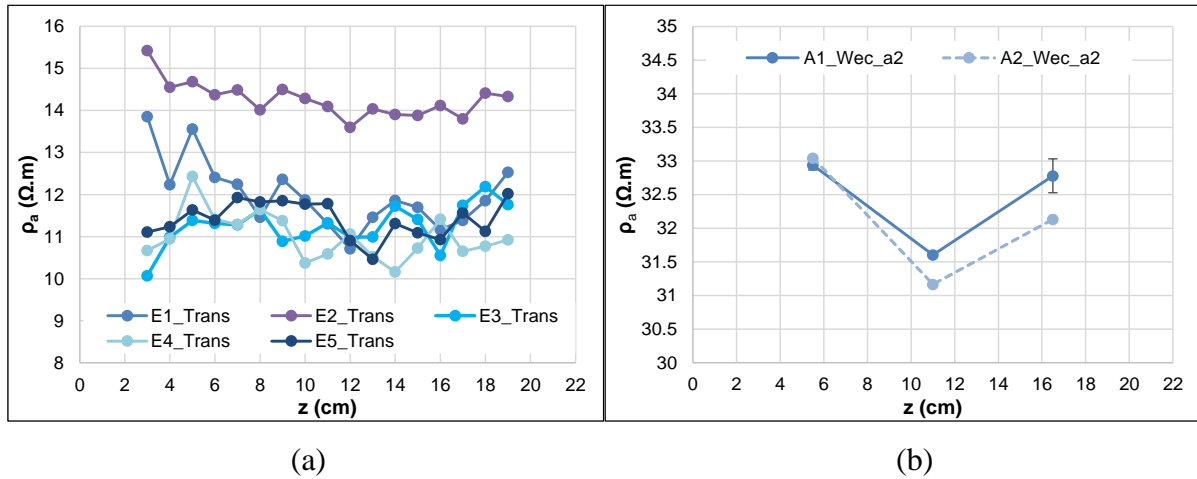 16
15
14
13
12
11
10
9
8
ρa (Ω.m)
E1_Trans E2_Trans E3_Trans
E4_Trans E5_Trans
0 2 4 6 8 10 12 14 15 16 18 20 22
z (cm)
(a)
35
34.5
34
33.5
33
32.5
32
31.5
31
30.5
30
ρa (Ω.m)
A1_Wec_a2 A2_Wec_a2
0 2 4 6 8 10 12 14 16 18 20 22
z (cm)
(b)